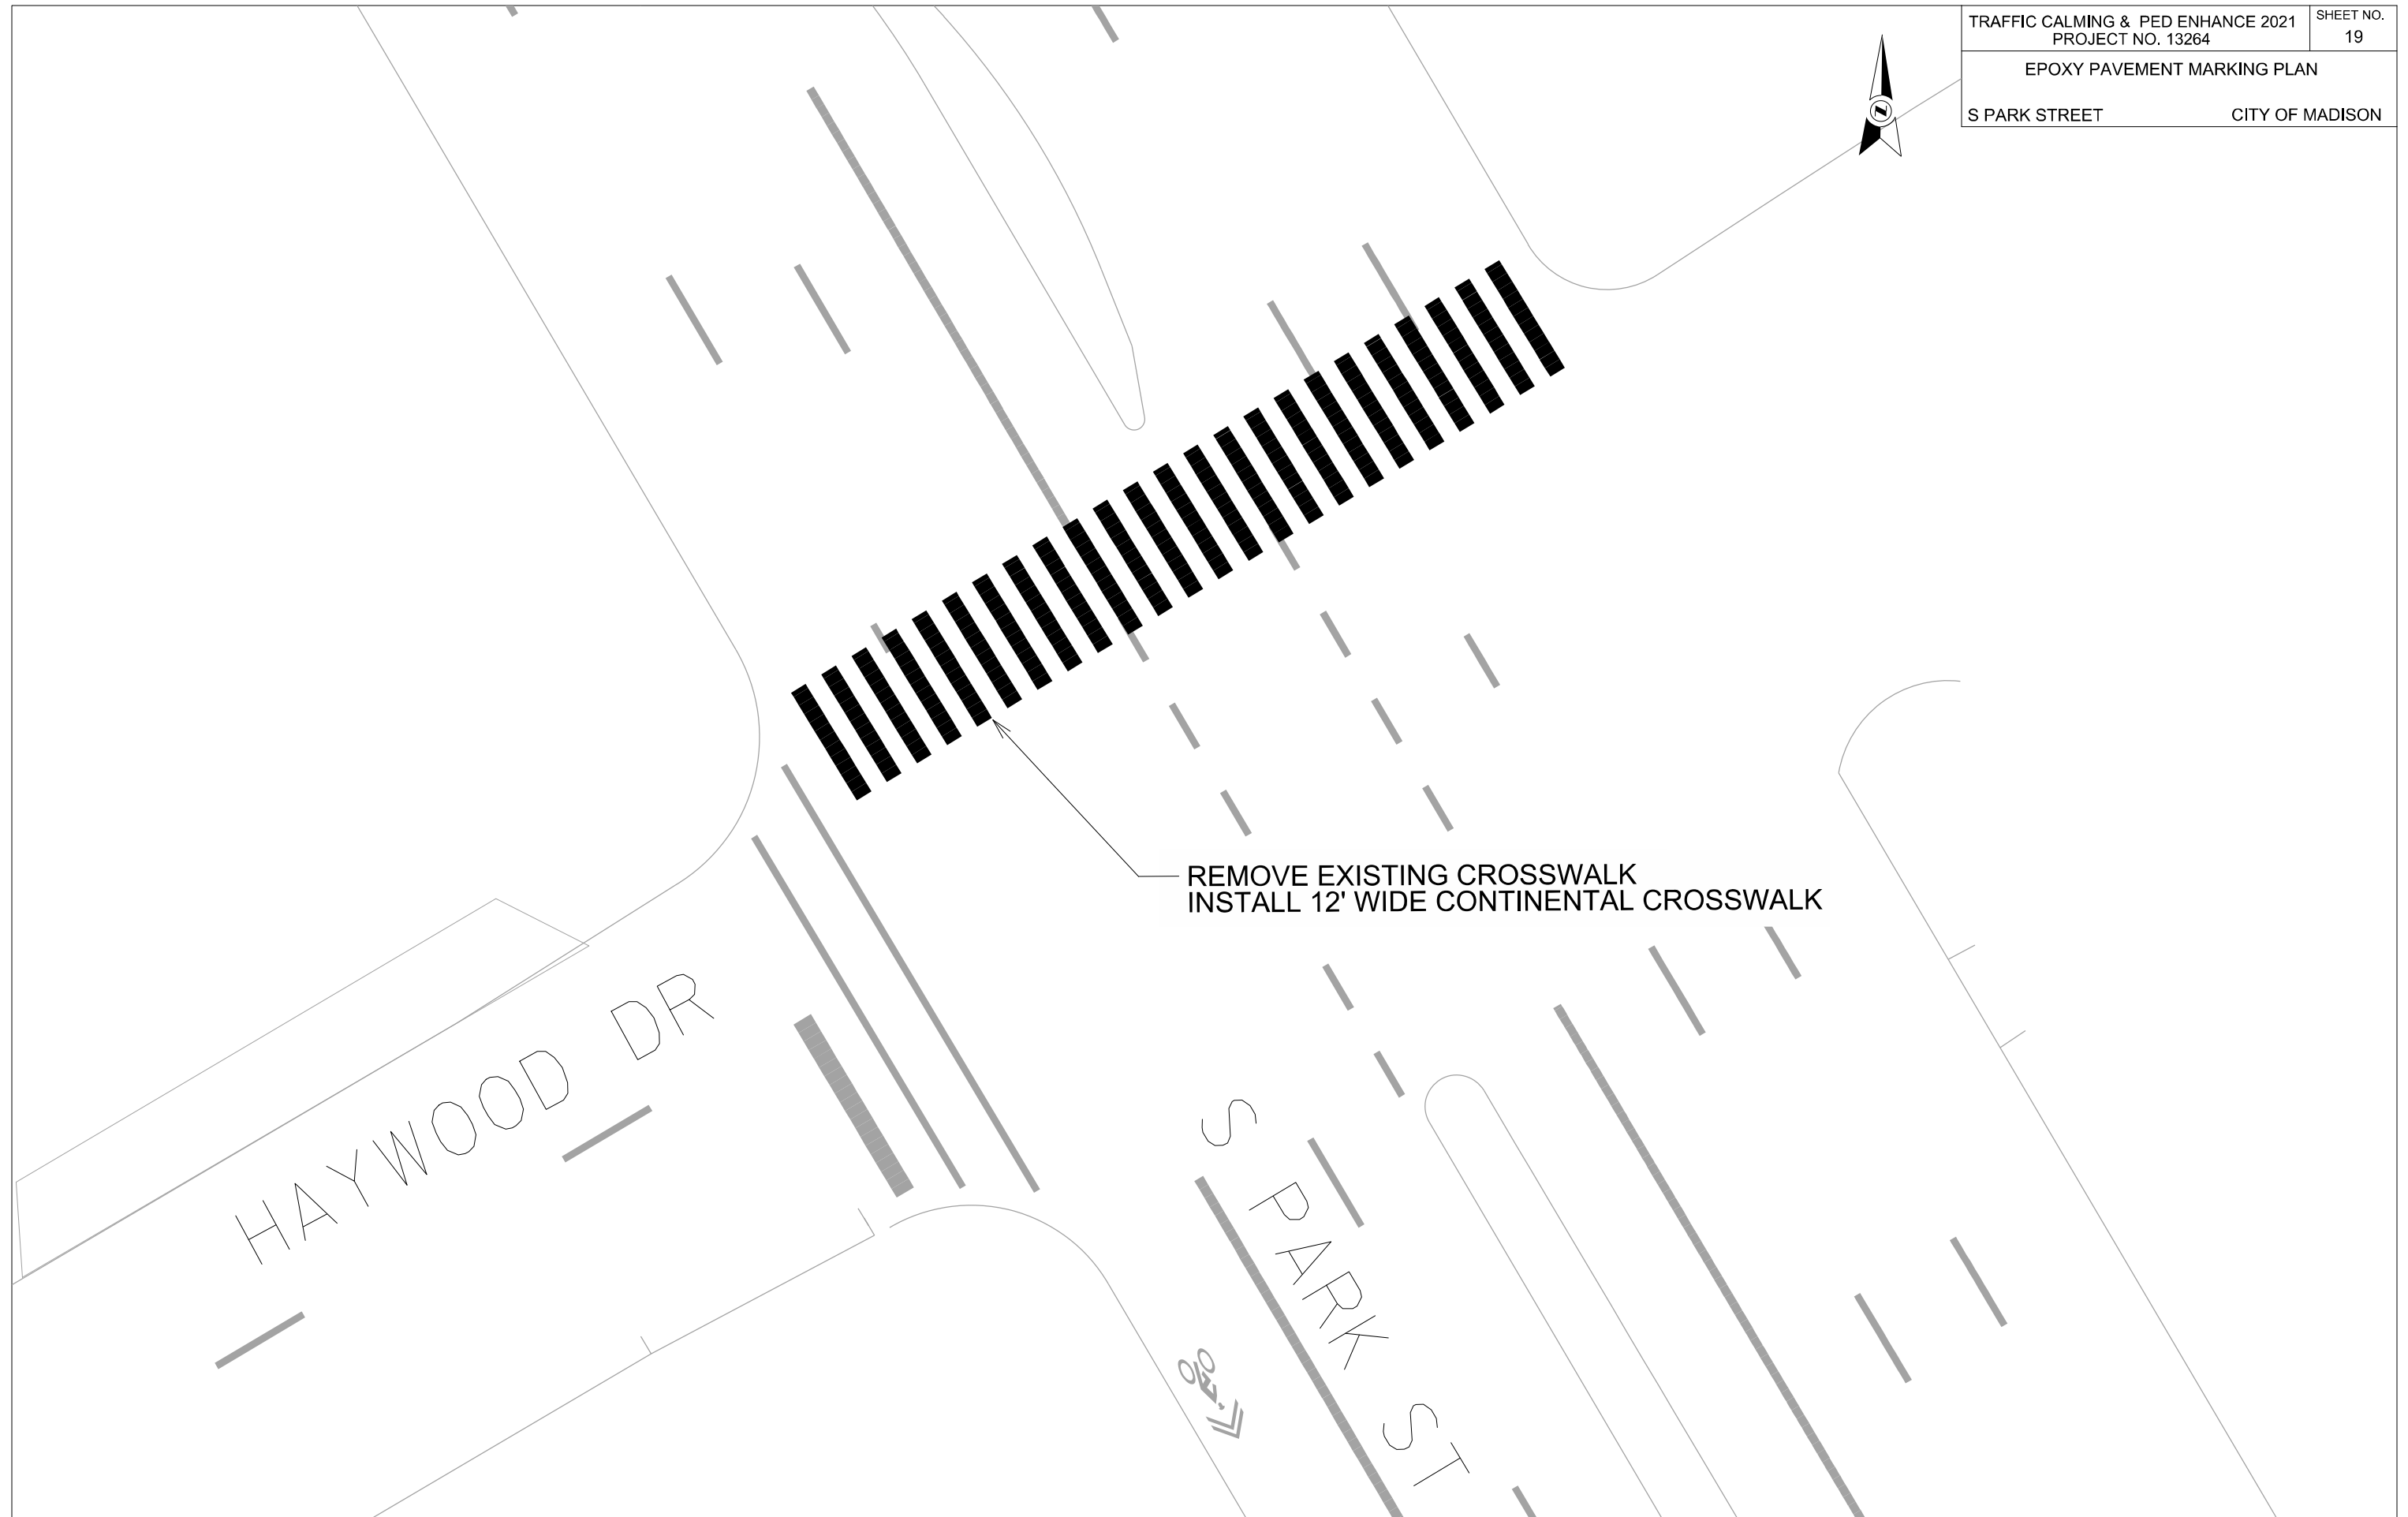 TRAFFIC CALMING & PED ENHANCE 2021
PROJECT NO. 13264
SHEET NO.
19
EPOXY PAVEMENT MARKING PLAN
S PARK STREET CITY OF MADISON
N
REMOVE EXISTING CROSSWALK
INSTALL 12' WIDE CONTINENTAL CROSSWALK
HAYWOOD DR
S PARK ST